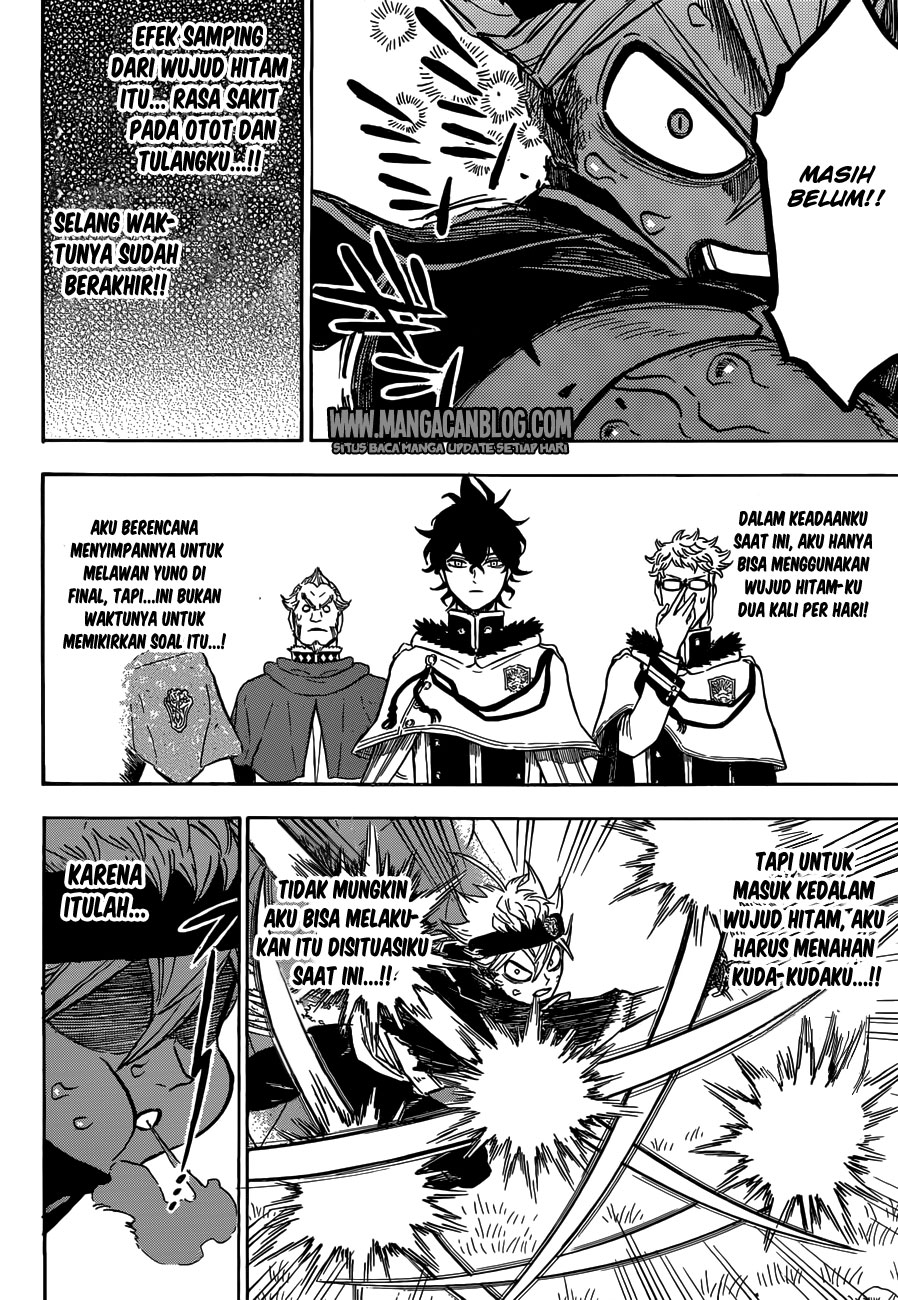 MASIH
BELUM!!
EFEK SAMPING
DARI WUJUD HITAM
ITU... RASA SAKIT
PADA OTOT DAN
TULANGKU...!!
SELANG WAK-
TUNYA SUDAH
BERAKHIR!!
WWW.MANGACANBLOG.COM
SITUS BACA MANGA UPDATE SETIAP HARI
DALAM KEADAANKU
SAAT INI, AKU HANYA
BISA MENGGUNAKAN
WUJUD HITAM-KU
DUA KALI PER HARI!
AKU BERENCANA
MENYIMPANNYA UNTUK
MELAWAN YUNO DI
FINAL, TAPI...INI BUKAN
WAKTUNYA UNTUK
MEMIKIRKAN SOAL ITU...!
TAPI UNTUK
MASUK KEDALAM
WUJUD HITAM, AKU
HARUS MENAHAN
KUDA-KUDAKU...!!
TIDAK MUNGKIN
AKU BISA MELAKU-
KAN ITU DISITUASIKU
SAAT INI....!!
KARENA
ITULAH...